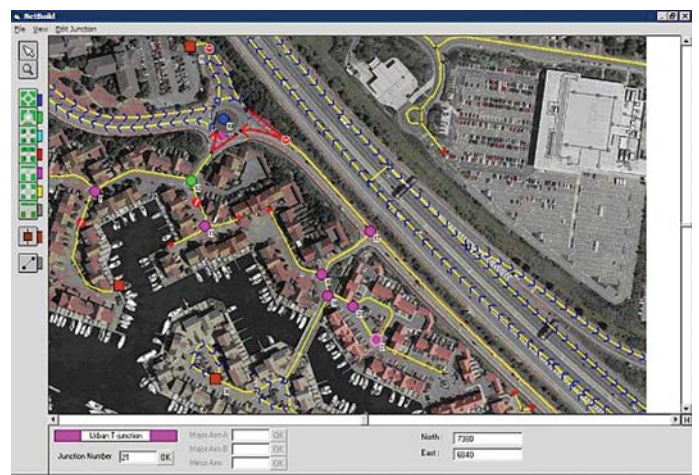 NetBuild
File View Edit Junction
Urban T-junction
Major Arm A OK
North : 7380
Major Arm B OK
East : 6840
Junction Number 21 OK
Minor Arm OK